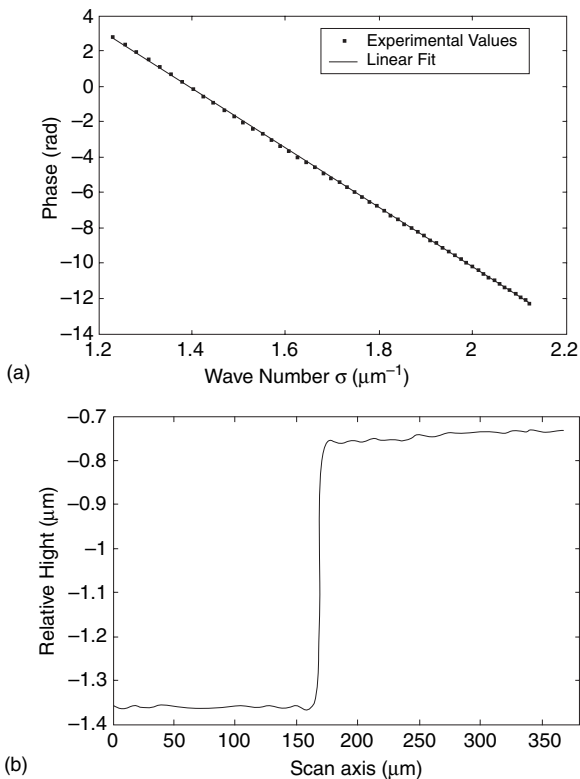 4
2
0
−2
−4
−6
−8
−10
−12
−14
Phase (rad)
Experimental Values
Linear Fit
1.2 1.4 1.6 1.8 2 2.2
Wave Number σ (μm⁻¹)
(a)
−0.7
−0.8
−0.9
−1
−1.1
−1.2
−1.3
−1.4
Relative Hight (μm)
0 50 100 150 200 250 300 350
Scan axis (μm)
(b)